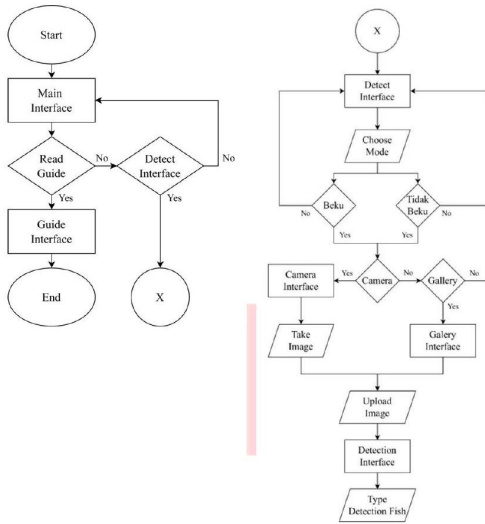 Start
Main
Interface
Read
Guide
No
Detect
Interface
No
Yes
Yes
Guide
Interface
End
X
X
Detect
Interface
Choose
Mode
Beku
Tidak
Beku
No
No
Yes
Yes
Camera
Interface
Yes
Camera
No
Gallery
No
Yes
Take
Image
Galery
Interface
Upload
Image
Detection
Interface
Type
Detection Fish